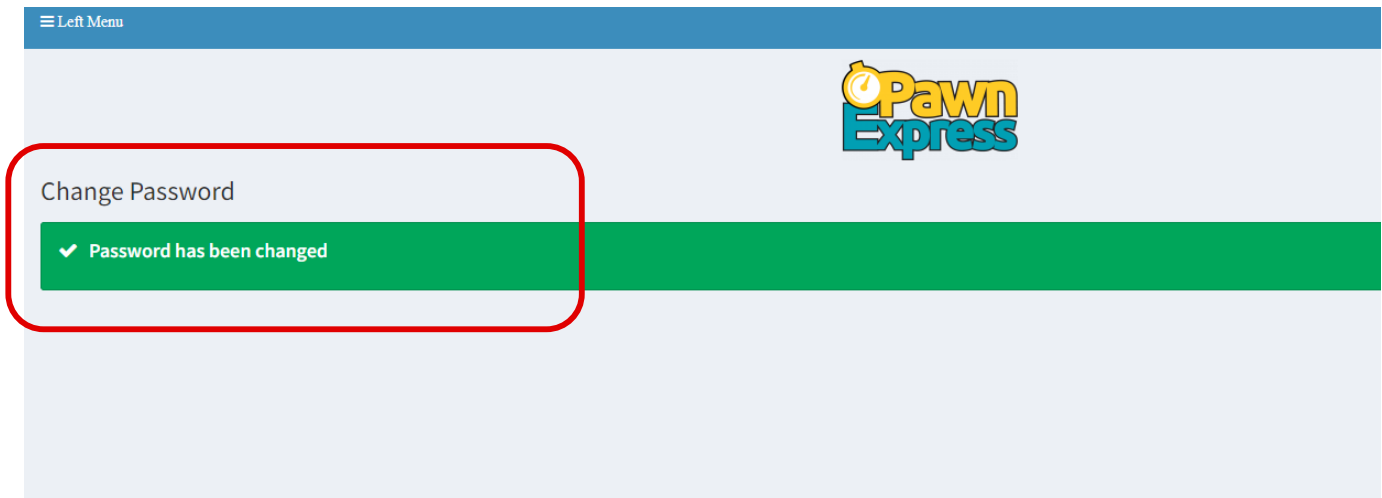 Left Menu
Pawn
Express
Change Password
Password has been changed